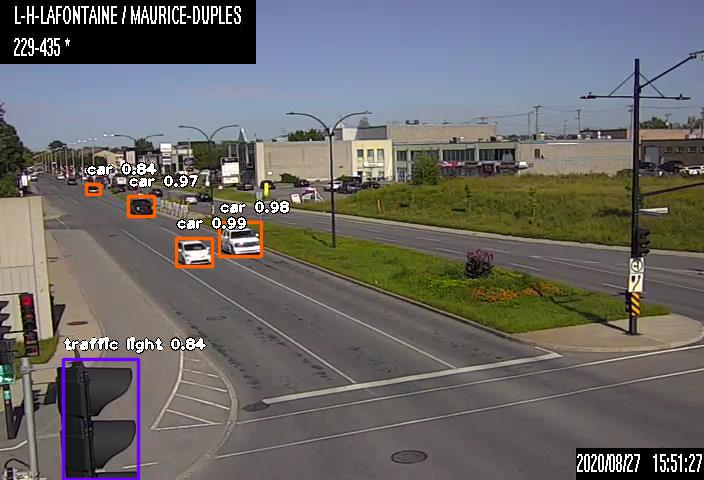 L-H-LAFONTAINE / MAURICE-DUPLES
229-435 *
car 0.84
car 0.97
car 0.98
car 0.99
traffic light 0.84
2020/08/27 15:51:27